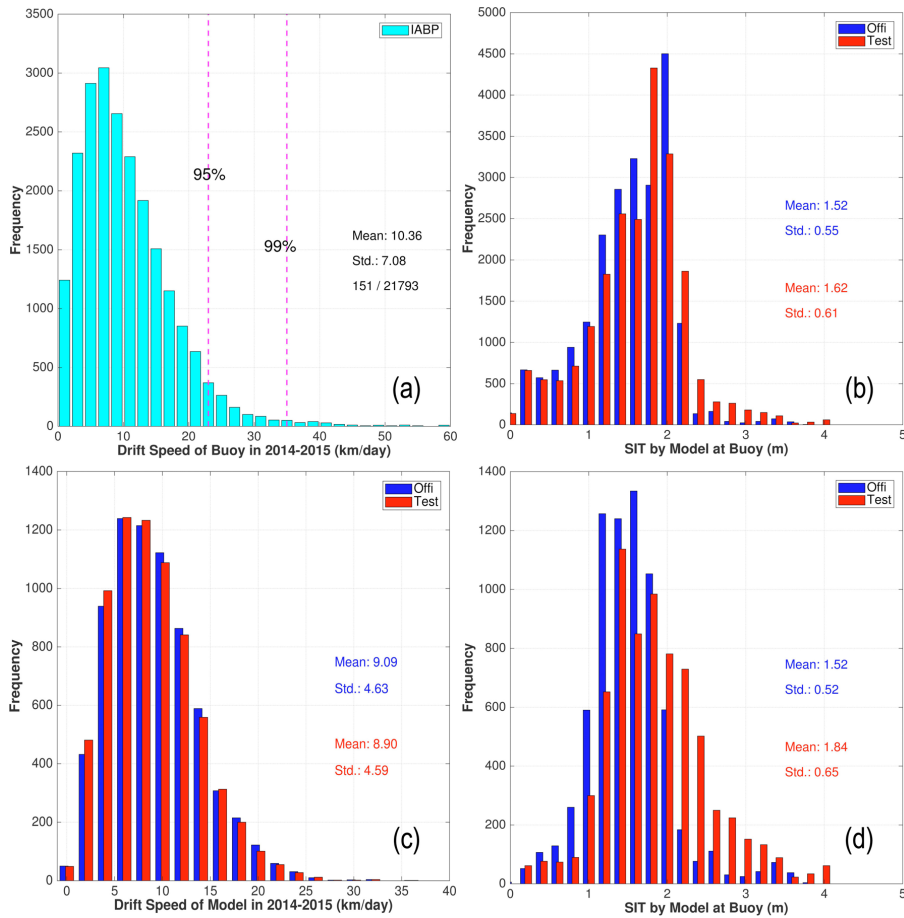 3500
3000
2500
2000
1500
1000
500
0
Frequency
IABP
95%
99%
Mean: 10.36
Std.: 7.08
151 / 21793
(a)
0 10 20 30 40 50 60
Drift Speed of Buoy in 2014-2015 (km/day)
5000
4500
4000
3500
3000
2500
2000
1500
1000
500
0
Frequency
Offi
Test
Mean: 1.52
Std.: 0.55
Mean: 1.62
Std.: 0.61
(b)
0 1 2 3 4 5
SIT by Model at Buoy (m)
1400
1200
1000
800
600
400
200
0
Frequency
Offi
Test
Mean: 9.09
Std.: 4.63
Mean: 8.90
Std.: 4.59
(c)
0 5 10 15 20 25 30 35 40
Drift Speed of Model in 2014-2015 (km/day)
1400
1200
1000
800
600
400
200
0
Frequency
Offi
Test
Mean: 1.52
Std.: 0.52
Mean: 1.84
Std.: 0.65
(d)
0 1 2 3 4 5
SIT by Model at Buoy (m)